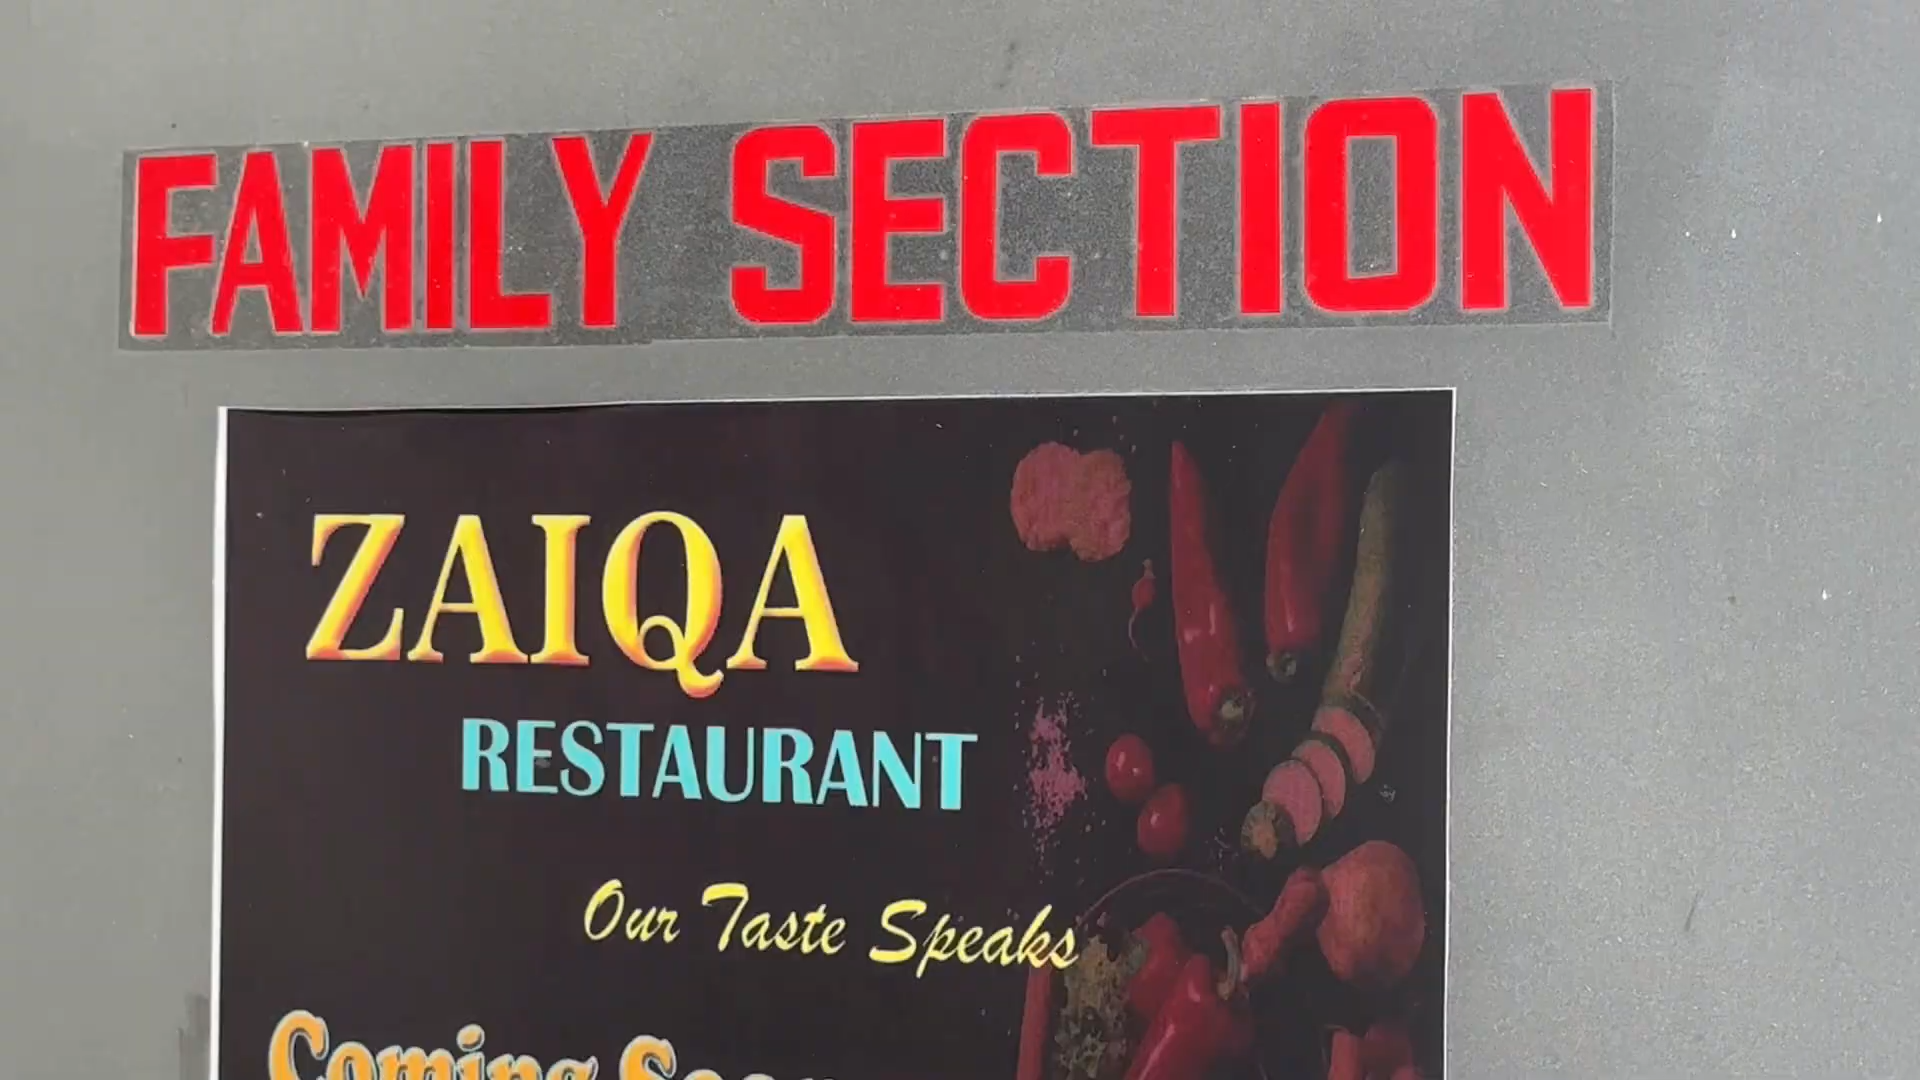 FAMILY SECTION
ZAIQA
RESTAURANT
Our Taste Speaks
Coming Soon